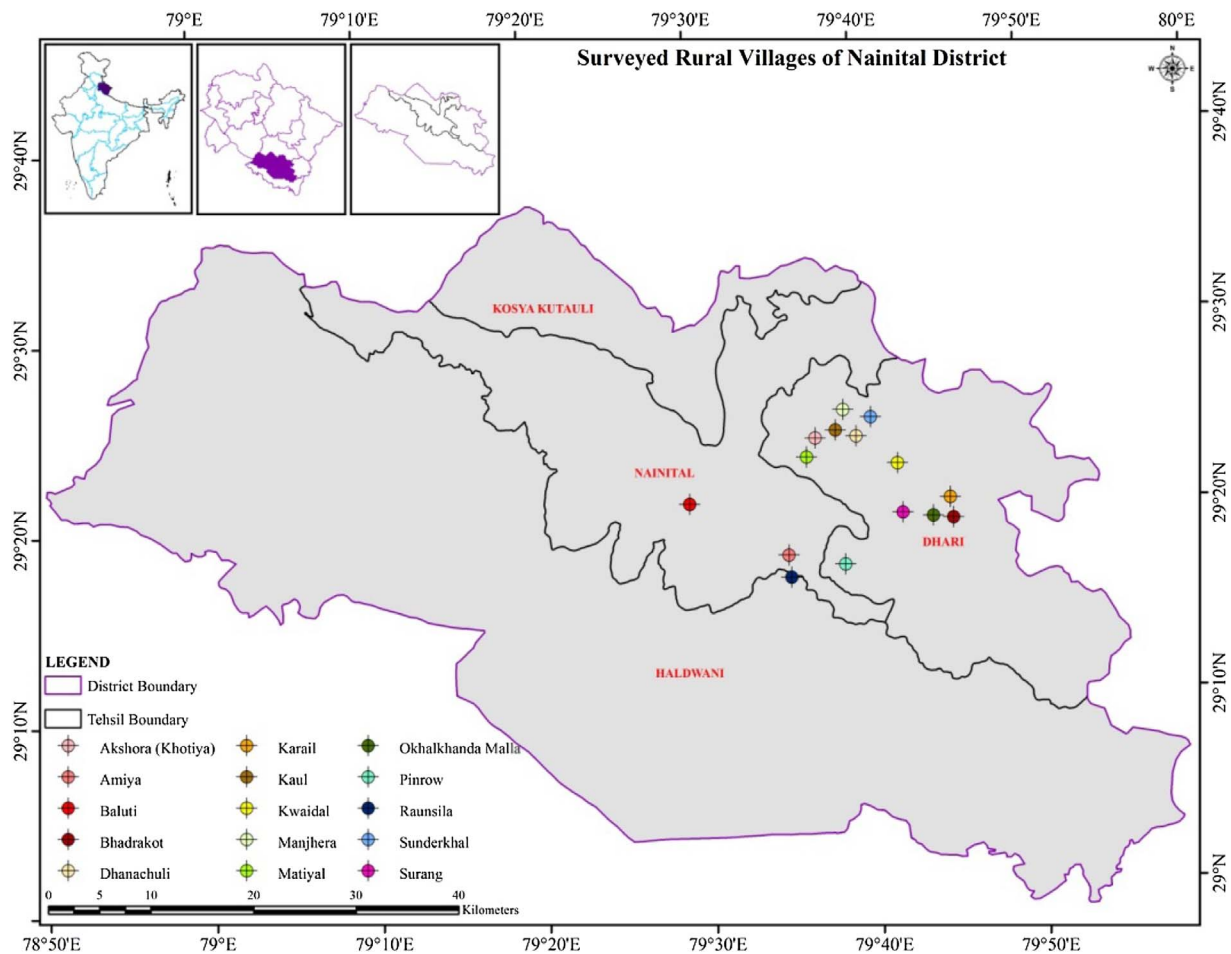 79°E 79°10'E 79°20'E 79°30'E 79°40'E 79°50'E 80°E
Surveyed Rural Villages of Nainital District
N
W E
S
29°40'N 29°40'N
29°30'N
KOSYA KUTAULI
29°30'N
NAINITAL
29°20'N
DHARI
29°20'N
HALDWANI
29°10'N
LEGEND
District Boundary
Tehsil Boundary
29°10'N
Akshora (Khotiya) Karail Okhalkhanda Malla
Amiya Kaul Pinrow
Baluti Kwaidal Raunsila
Bhadrakot Manjhera Sunderkhal
Dhanachuli Matiyal Surang
29°N
0 5 10 20 30 40
Kilometers
78°50'E 79°E 79°10'E 79°20'E 79°30'E 79°40'E 79°50'E